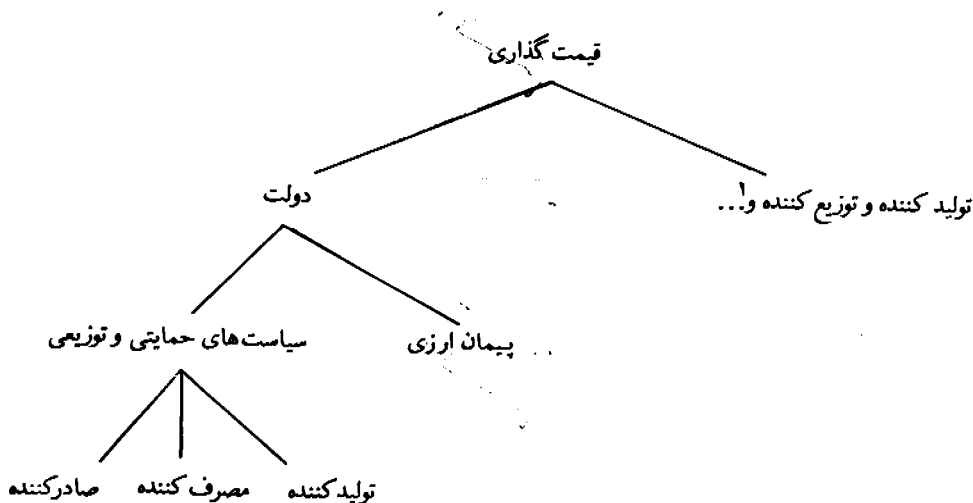 قیمت گذاری
تولید کننده و توزیع کننده و...!
دولت
پیمان ارزی
سیاست‌های حمایتی و توزیعی
تولیدکننده
مصرف کننده
صادرکننده